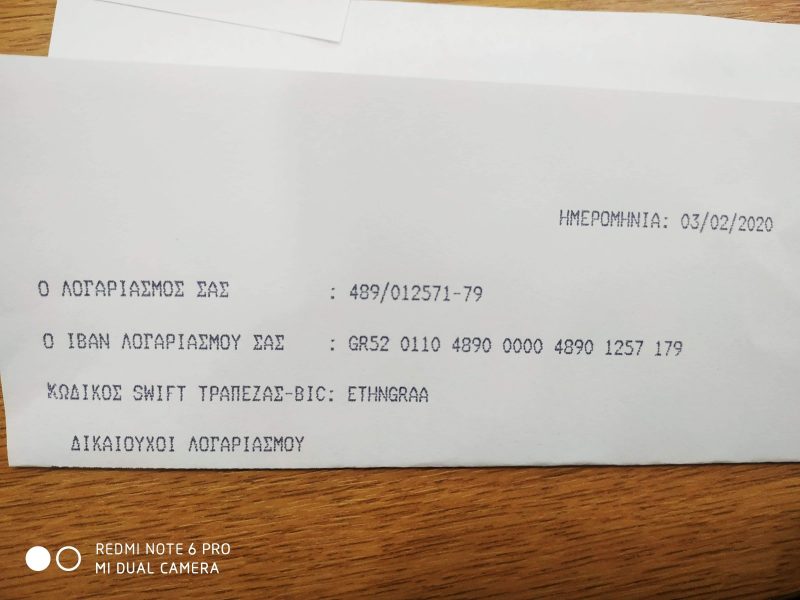 ΗΜΕΡΟΜΗΝΙΑ: 03/02/2020
Ο ΛΟΓΑΡΙΑΣΜΟΣ ΣΑΣ : 489/012571-79
Ο ΙΒΑΝ ΛΟΓΑΡΙΑΣΜΟΥ ΣΑΣ : GR52 0110 4890 0000 4890 1257 179
ΚΩΔΙΚΟΣ SWIFT ΤΡΑΠΕΖΑΣ-BIC: ETHNGRAA
ΔΙΚΑΙΟΥΧΟΙ ΛΟΓΑΡΙΑΣΜΟΥ
REDMI NOTE 6 PRO
MI DUAL CAMERA